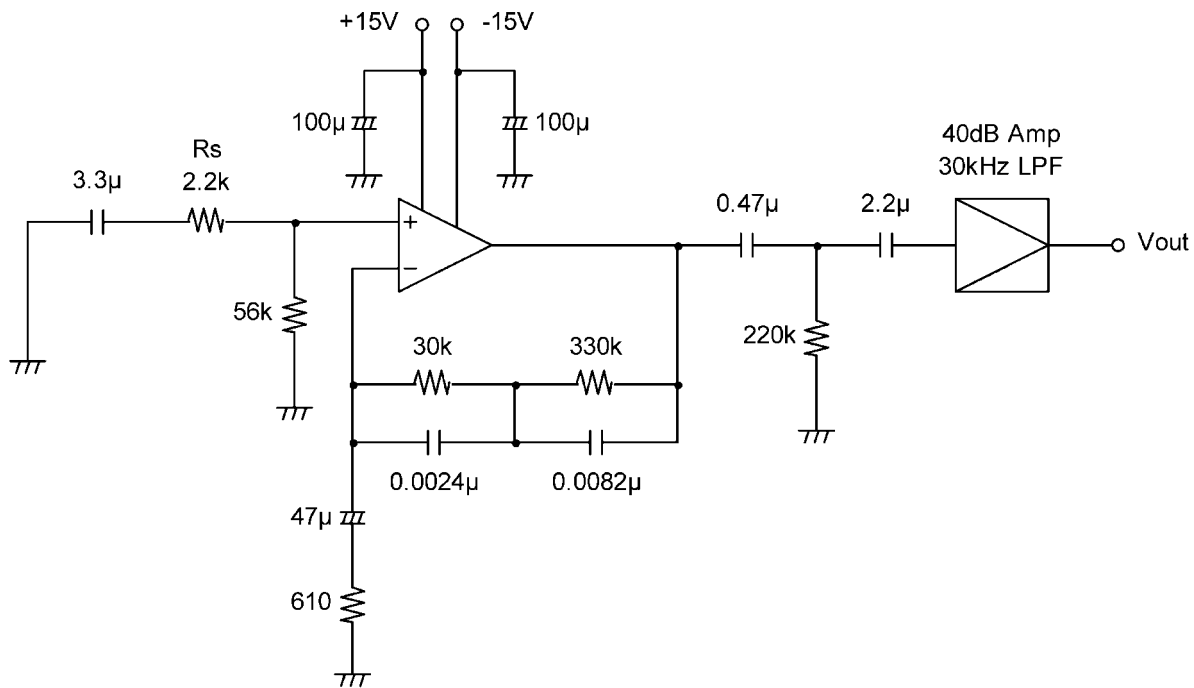 +15V
-15V
100μ
100μ
40dB Amp
30kHz LPF
Rs
3.3μ
2.2k
0.47μ
2.2μ
+
−
Vout
56k
220k
30k
330k
0.0024μ
0.0082μ
47μ
610